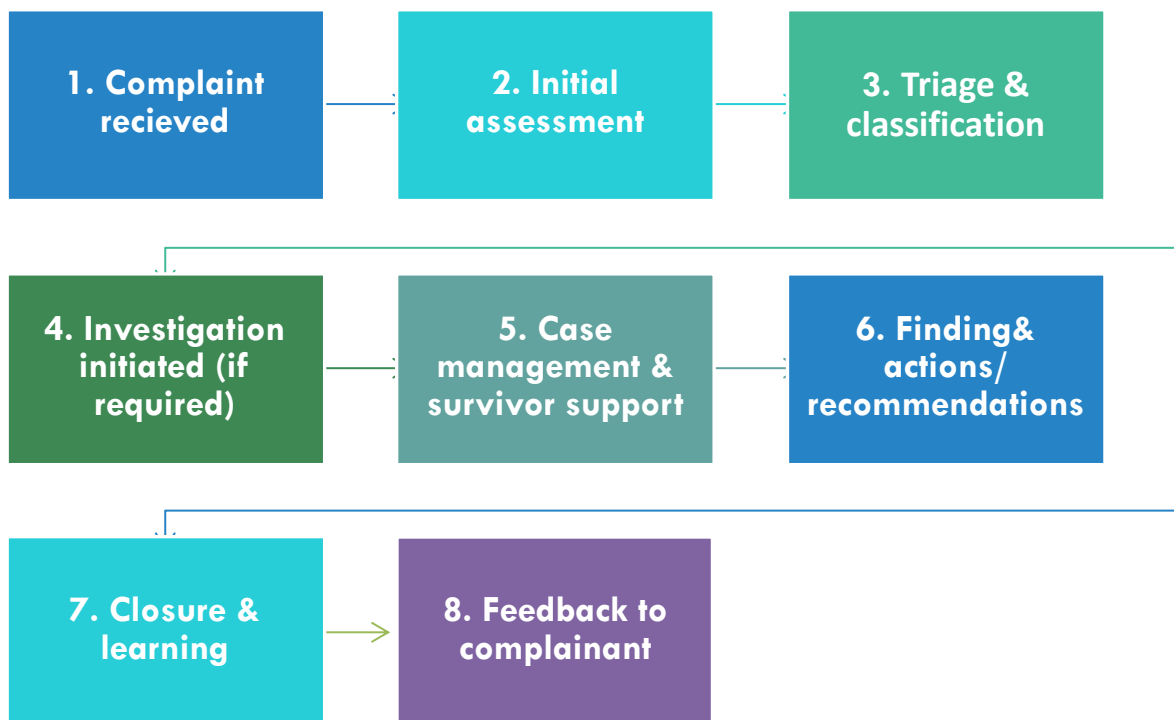 1. Complaint
recieved
2. Initial
assessment
3. Triage &
classification
4. Investigation
initiated (if
required)
5. Case
management &
survivor support
6. Finding&
actions/
recommendations
7. Closure &
learning
8. Feedback to
complainant